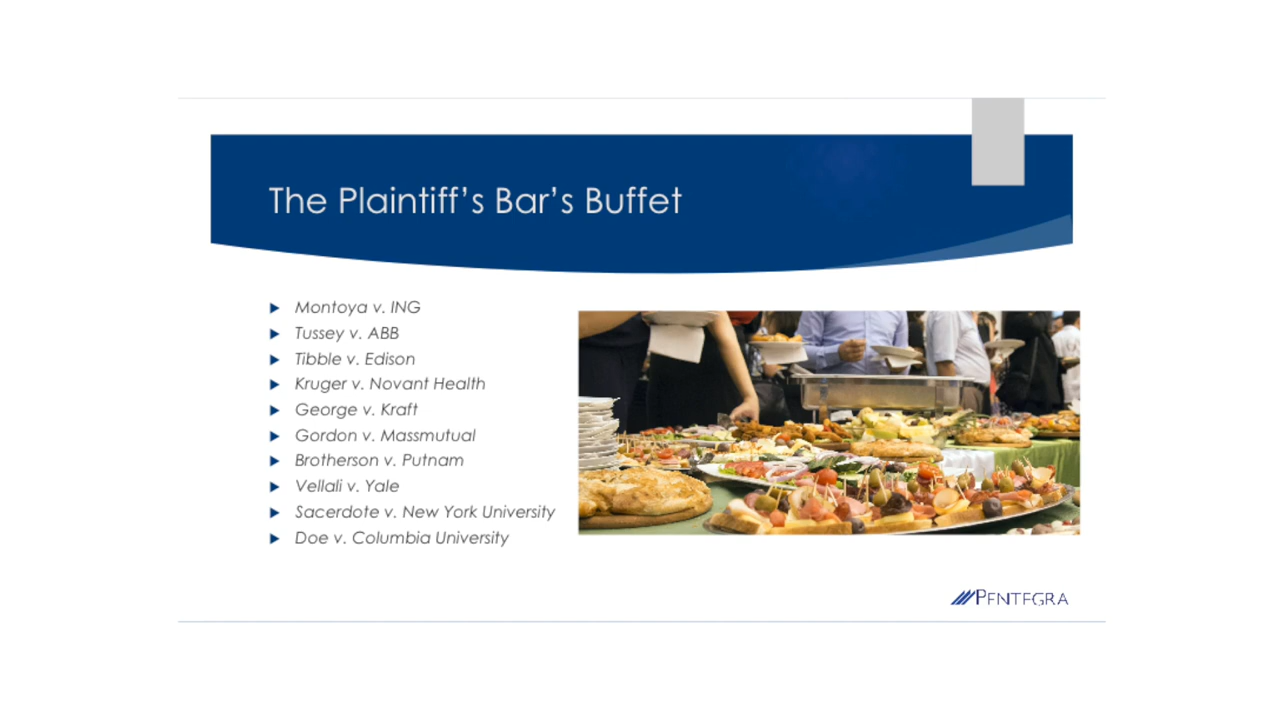 The Plaintiff's Bar's Buffet
Montoya v. ING
Tussey v. ABB
Tibble v. Edison
Kruger v. Novant Health
George v. Kraft
Gordon v. Massmutual
Brotherson v. Putnam
Vellali v. Yale
Sacerdote v. New York University
Doe v. Columbia University
PENTEGRA